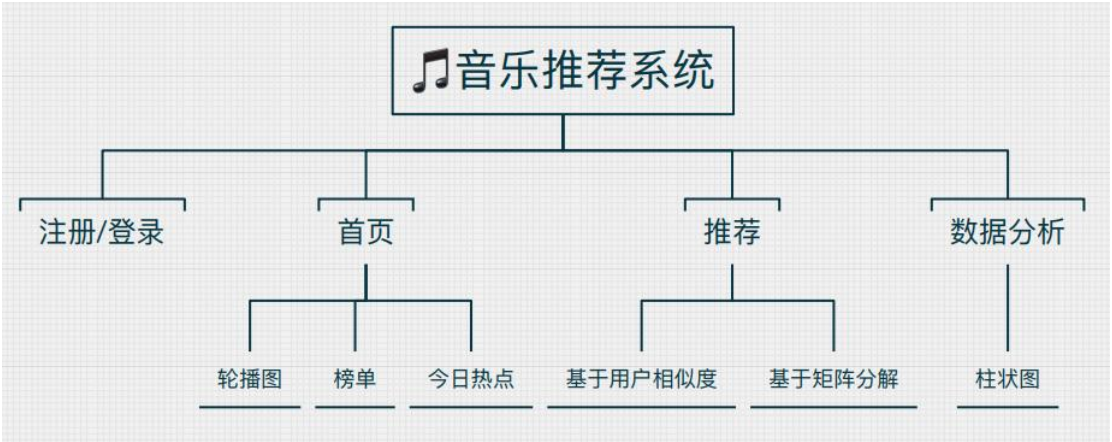 🎵音乐推荐系统
注册/登录 首页 推荐 数据分析
轮播图 榜单 今日热点 基于用户相似度 基于矩阵分解 柱状图